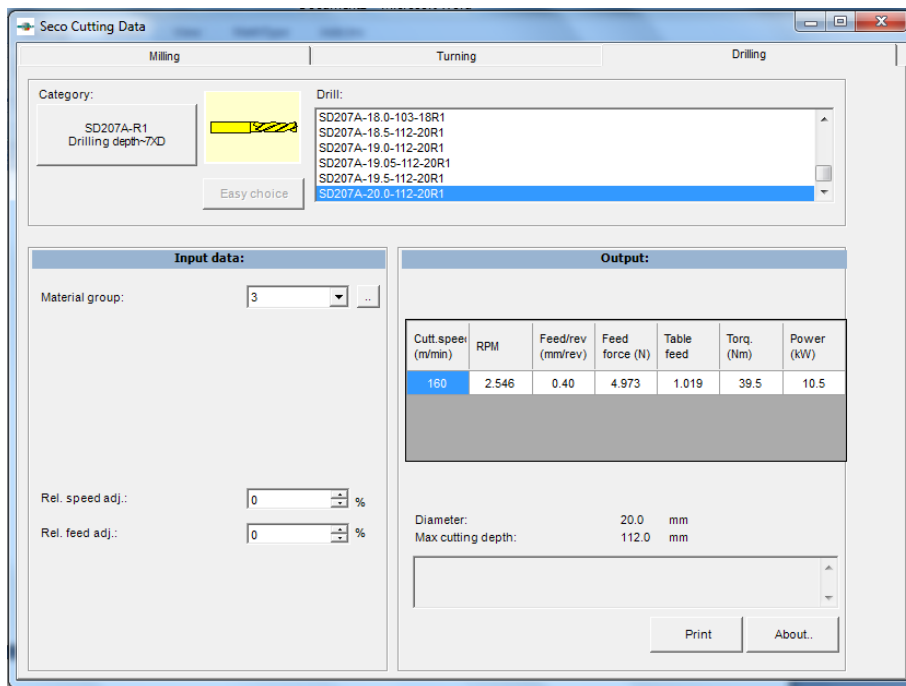 Seco Cutting Data
Milling
Turning
Drilling
Category:
SD207A-R1
Drilling depth~7XD
Easy choice
Drill:
SD207A-18.0-103-18R1
SD207A-18.5-112-20R1
SD207A-19.0-112-20R1
SD207A-19.05-112-20R1
SD207A-19.5-112-20R1
SD207A-20.0-112-20R1
Input data:
Material group:
3
..
Rel. speed adj.:
0
%
Rel. feed adj.:
0
%
Output:
Cutt.speed (m/min) RPM Feed/rev (mm/rev) Feed force (N) Table feed Torq. (Nm) Power (kW)
160 2.546 0.40 4.973 1.019 39.5 10.5
Diameter: 20.0 mm
Max cutting depth: 112.0 mm
Print
About..